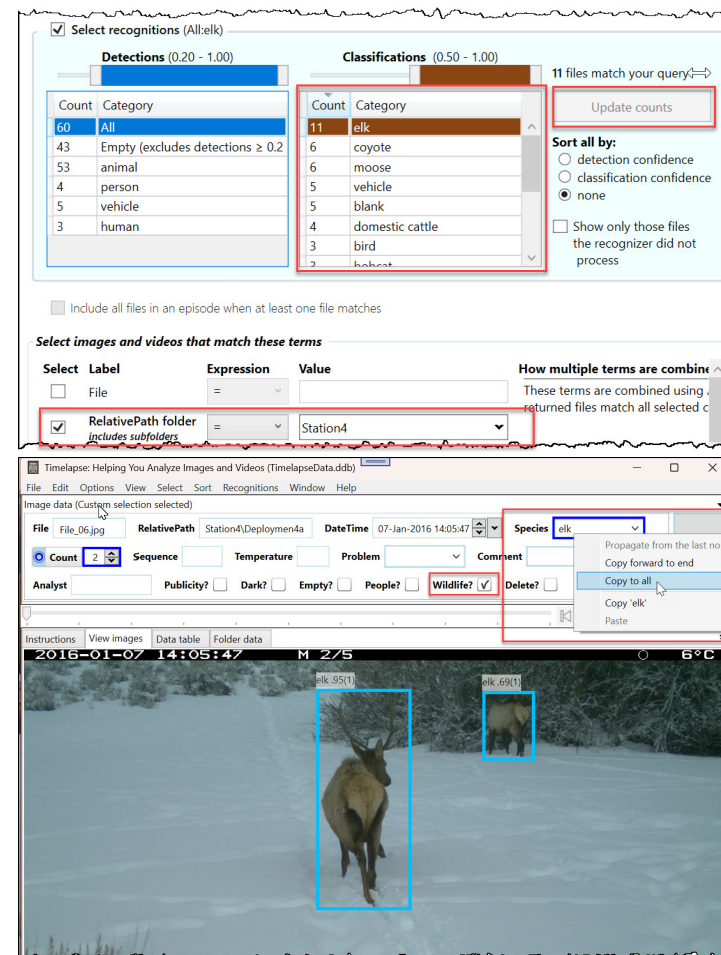 Select recognitions (All:elk)
Detections (0.20 - 1.00)
Classifications (0.50 - 1.00)
11 files match your query
Count Category
60 All
43 Empty (excludes detections ≥ 0.2
53 animal
4 person
5 vehicle
3 human
Count Category
11 elk
6 coyote
6 moose
5 vehicle
5 blank
4 domestic cattle
3 bird
bobcat
Update counts
Sort all by:
detection confidence
classification confidence
none
Show only those files
the recognizer did not
process
Include all files in an episode when at least one file matches
Select images and videos that match these terms
Select Label Expression Value
How multiple terms are combine
File =
These terms are combined using
returned files match all selected c
RelativePath folder = Station4
includes subfolders
Timelapse: Helping You Analyze Images and Videos (TimelapseData.ddb)
File Edit Options View Select Sort Recognitions Window Help
Image data (Custom selection selected)
File File_06.jpg RelativePath Station4\Deploymen4a DateTime 07-Jan-2016 14:05:47 Species elk
Count 2 Sequence Temperature Problem Comment
Analyst Publicity? Dark? Empty? People? Wildlife? Delete?
Propagate from the last no
Copy forward to end
Copy to all
Copy 'elk'
Paste
Instructions View images Data table Folder data
2016-01-07 14:05:47 M 2/5 6°C
elk .95(1)
elk .69(1)